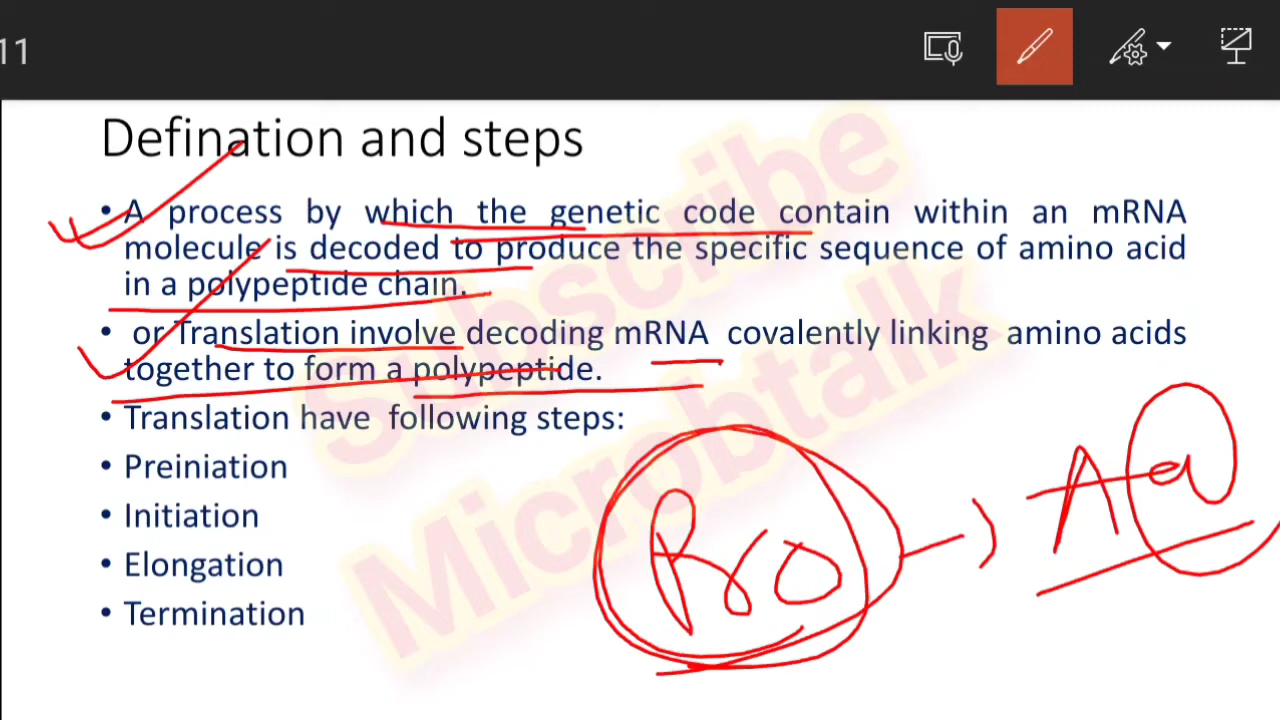 11
Defination and steps
• A process by which the genetic code contain within an mRNA
molecule is decoded to produce the specific sequence of amino acid
in a polypeptide chain.
• or Translation involve decoding mRNA covalently linking amino acids
together to form a polypeptide.
• Translation have following steps:
• Preiniation
• Initiation
• Elongation
• Termination
Pro → Aa
Subscribe
Microbtalk